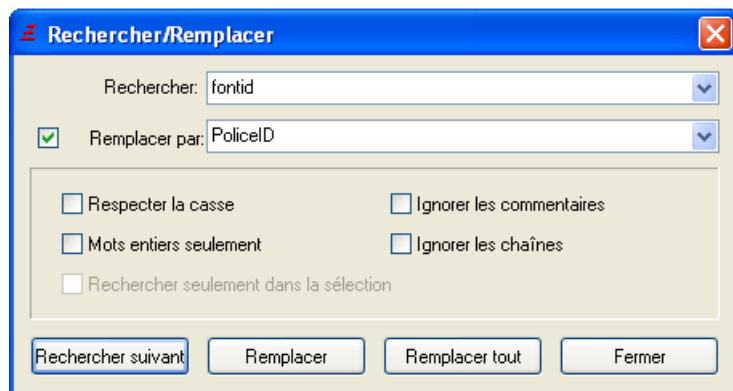 Rechercher/Remplacer
Rechercher: fontid
Remplacer par: PoliceID
Respecter la casse Ignorer les commentaires
Mots entiers seulement Ignorer les chaînes
Rechercher seulement dans la sélection
Rechercher suivant Remplacer Remplacer tout Fermer